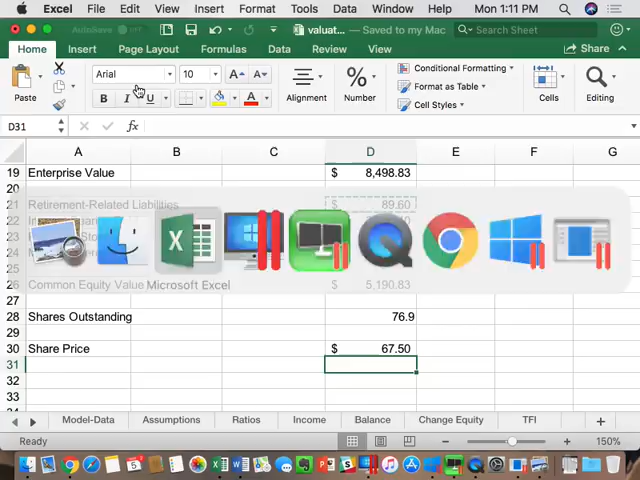 Excel File Edit View Insert Format Tools Data Window Help Mon 1:11 PM
AutoSave OFF valuat... — Saved to my Mac Search Sheet
Home Insert Page Layout Formulas Data Review View Share
Paste Arial 10 A A Alignment % Number Conditional Formatting Format as Table Cell Styles Cells Editing
B I U A
D31 fx
A B C D E F G
19 Enterprise Value $ 8,498.83
20
21 Retirement-Related Liabilities 89.60
22
23
24
25
26 Common Equity Value Microsoft Excel 5,190.83
27
28 Shares Outstanding 76.9
29
30 Share Price $ 67.50
31
32
33
Model-Data Assumptions Ratios Income Balance Change Equity TFI
Ready 150%